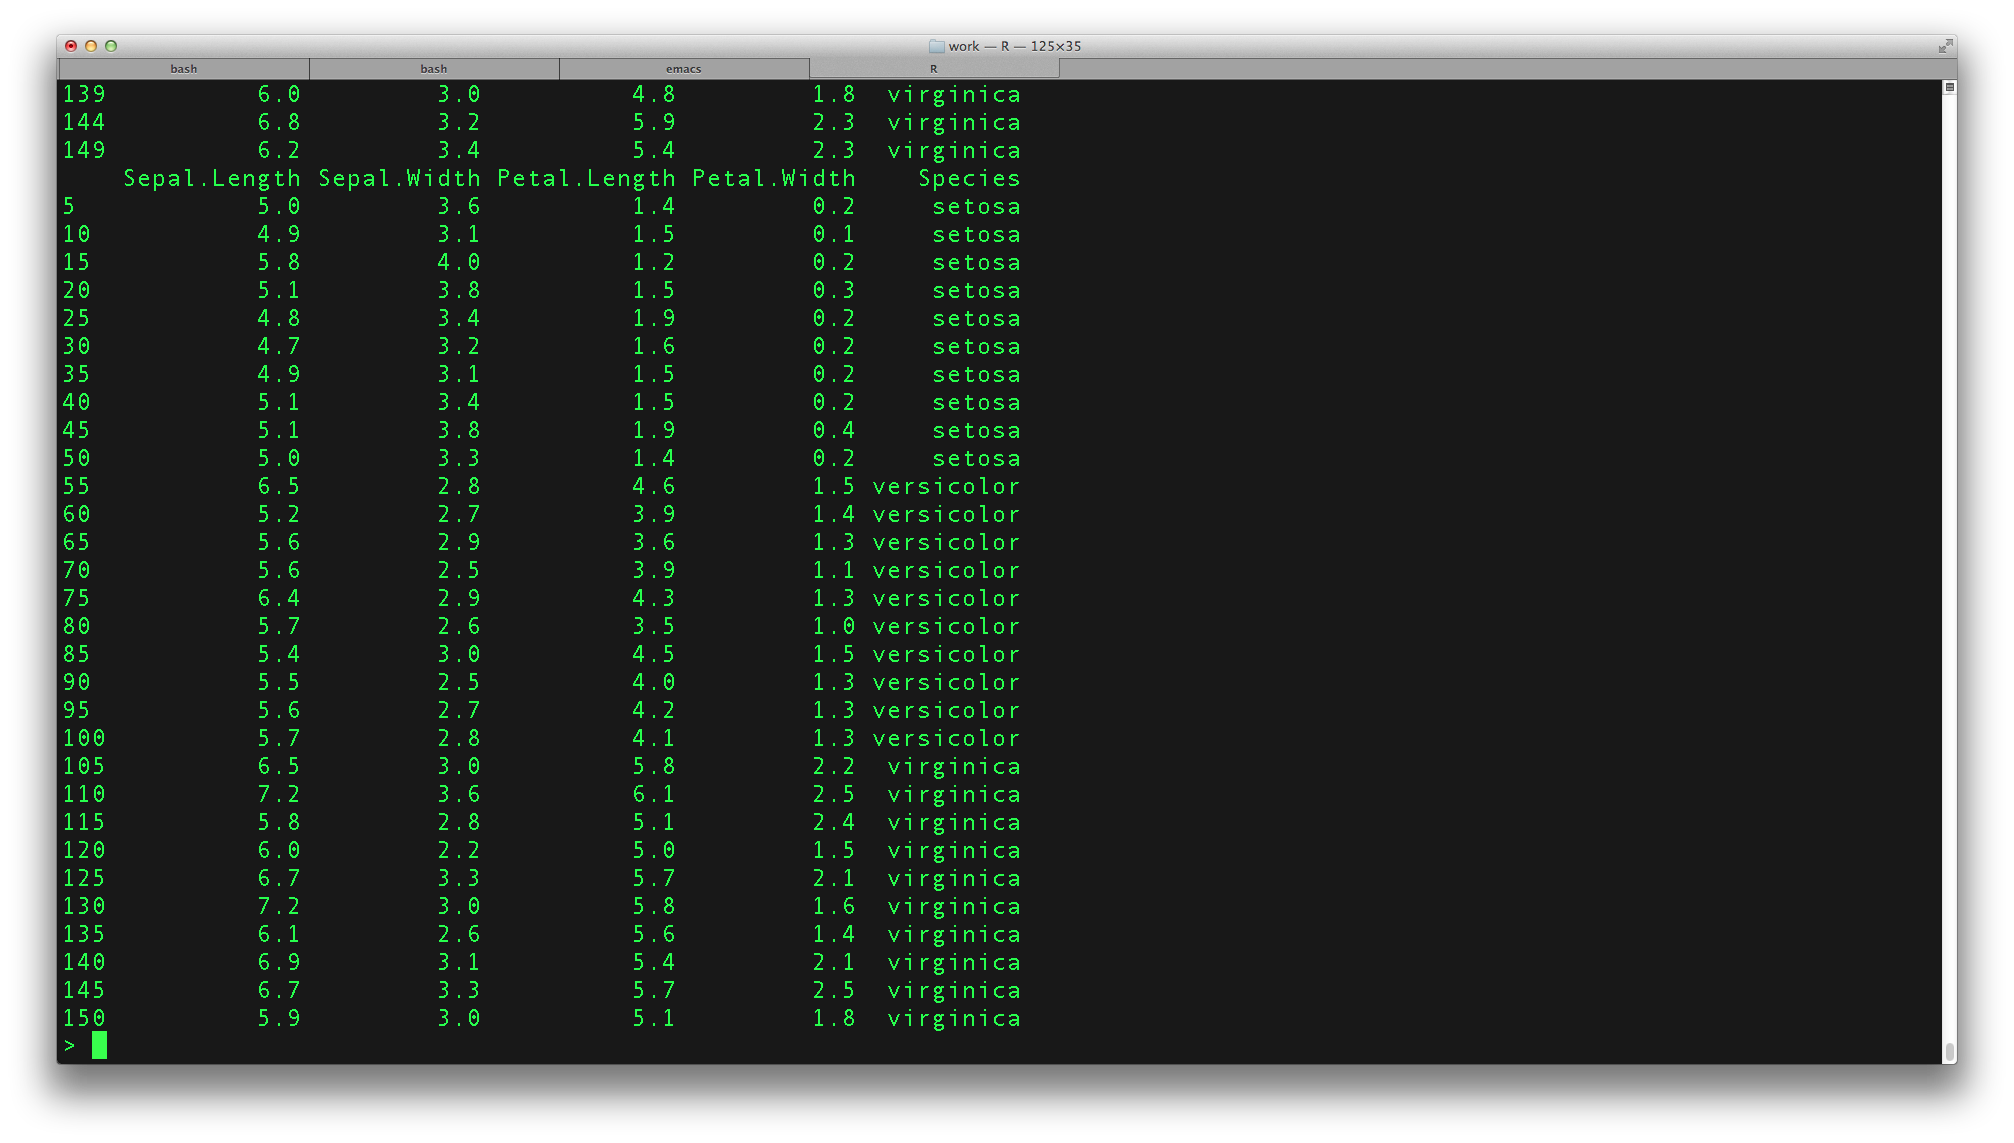 work — R — 125×35
bash bash emacs R
139 6.0 3.0 4.8 1.8 virginica
144 6.8 3.2 5.9 2.3 virginica
149 6.2 3.4 5.4 2.3 virginica
Sepal.Length Sepal.Width Petal.Length Petal.Width Species
5 5.0 3.6 1.4 0.2 setosa
10 4.9 3.1 1.5 0.1 setosa
15 5.8 4.0 1.2 0.2 setosa
20 5.1 3.8 1.5 0.3 setosa
25 4.8 3.4 1.9 0.2 setosa
30 4.7 3.2 1.6 0.2 setosa
35 4.9 3.1 1.5 0.2 setosa
40 5.1 3.4 1.5 0.2 setosa
45 5.1 3.8 1.9 0.4 setosa
50 5.0 3.3 1.4 0.2 setosa
55 6.5 2.8 4.6 1.5 versicolor
60 5.2 2.7 3.9 1.4 versicolor
65 5.6 2.9 3.6 1.3 versicolor
70 5.6 2.5 3.9 1.1 versicolor
75 6.4 2.9 4.3 1.3 versicolor
80 5.7 2.6 3.5 1.0 versicolor
85 5.4 3.0 4.5 1.5 versicolor
90 5.5 2.5 4.0 1.3 versicolor
95 5.6 2.7 4.2 1.3 versicolor
100 5.7 2.8 4.1 1.3 versicolor
105 6.5 3.0 5.8 2.2 virginica
110 7.2 3.6 6.1 2.5 virginica
115 5.8 2.8 5.1 2.4 virginica
120 6.0 2.2 5.0 1.5 virginica
125 6.7 3.3 5.7 2.1 virginica
130 7.2 3.0 5.8 1.6 virginica
135 6.1 2.6 5.6 1.4 virginica
140 6.9 3.1 5.4 2.1 virginica
145 6.7 3.3 5.7 2.5 virginica
150 5.9 3.0 5.1 1.8 virginica
>